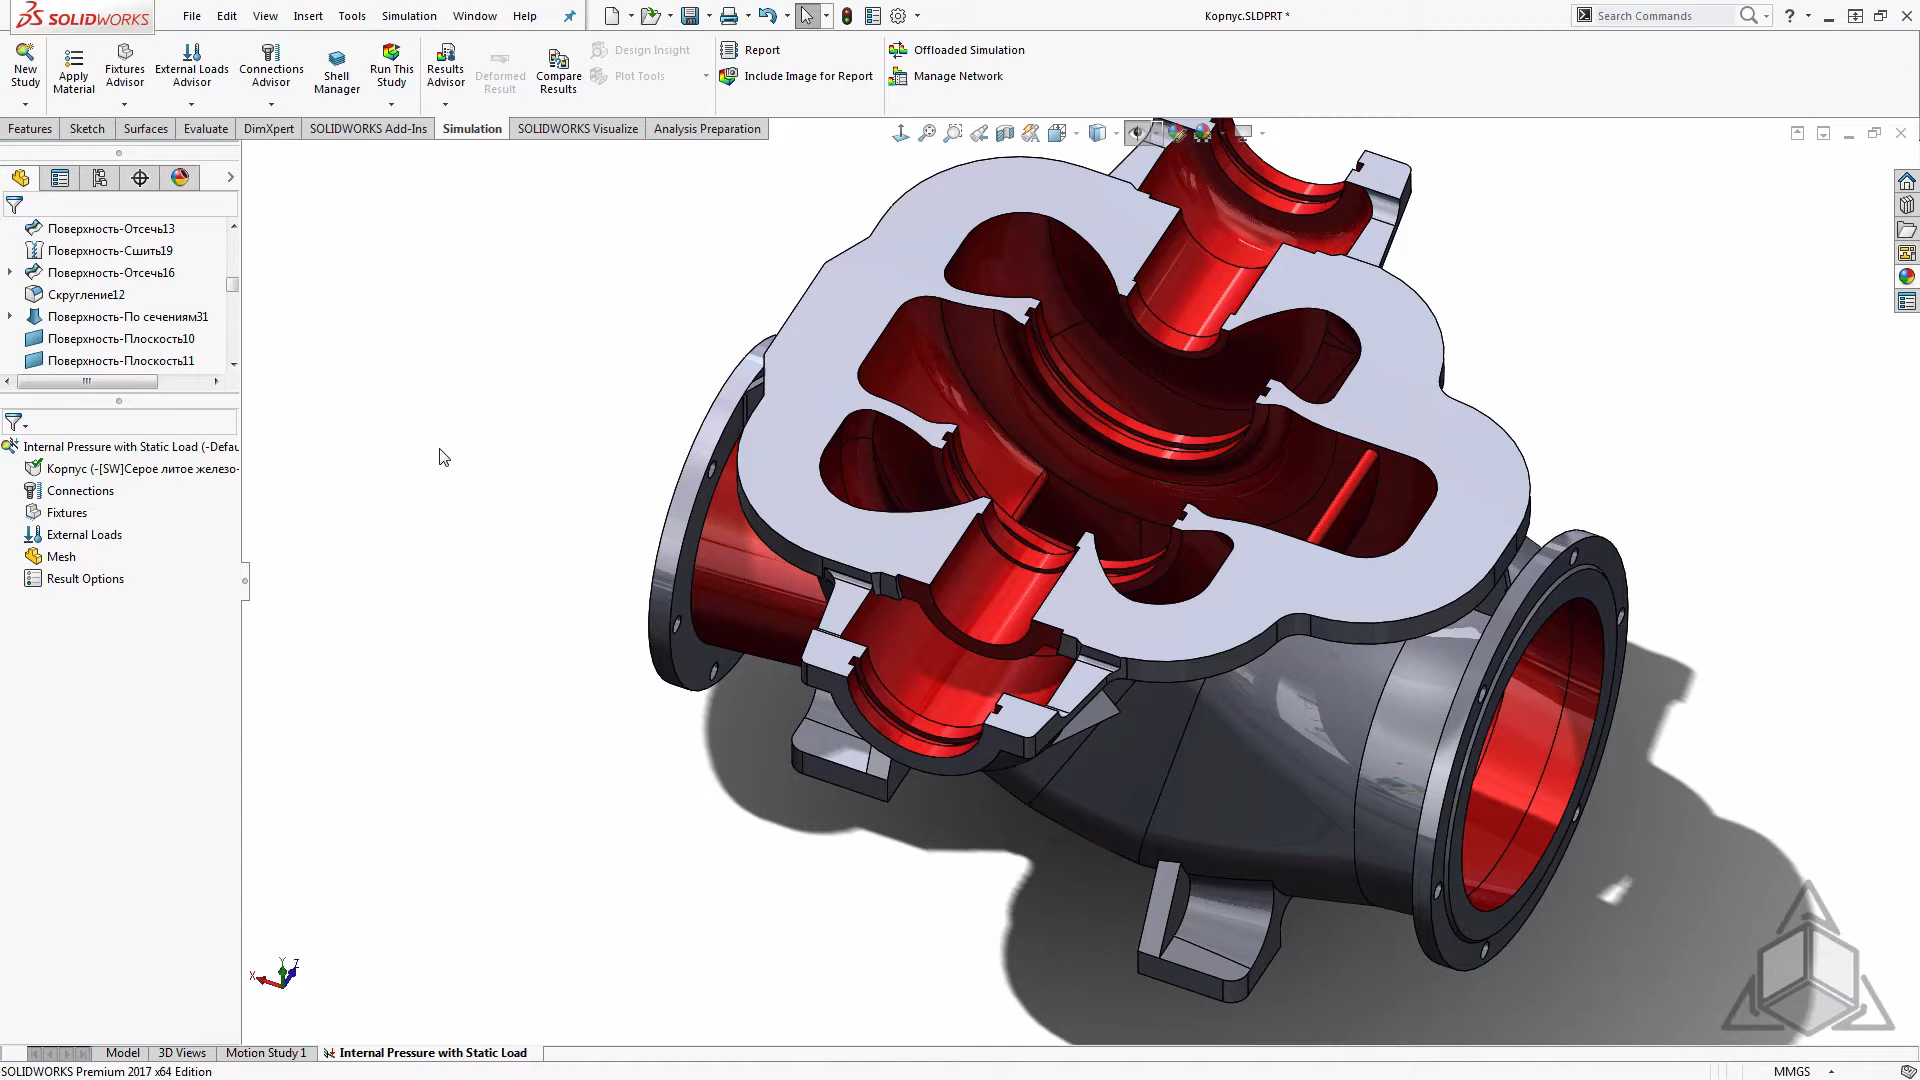 SOLIDWORKS
File Edit View Insert Tools Simulation Window Help
Корпус.SLDPRT *
Search Commands
New Study
Apply Material
Fixtures Advisor
External Loads Advisor
Connections Advisor
Shell Manager
Run This Study
Results Advisor
Deformed Result
Compare Results
Design Insight
Plot Tools
Report
Include Image for Report
Offloaded Simulation
Manage Network
Features Sketch Surfaces Evaluate DimXpert SOLIDWORKS Add-Ins Simulation SOLIDWORKS Visualize Analysis Preparation
Поверхность-Отсечь13
Поверхность-Сшить19
Поверхность-Отсечь16
Скругление12
Поверхность-По сечениям31
Поверхность-Плоскость10
Поверхность-Плоскость11
Internal Pressure with Static Load (-Defau
Корпус (-[SW]Серое литое железо-
Connections
Fixtures
External Loads
Mesh
Result Options
X Y Z
Model 3D Views Motion Study 1 Internal Pressure with Static Load
SOLIDWORKS Premium 2017 x64 Edition
MMGS